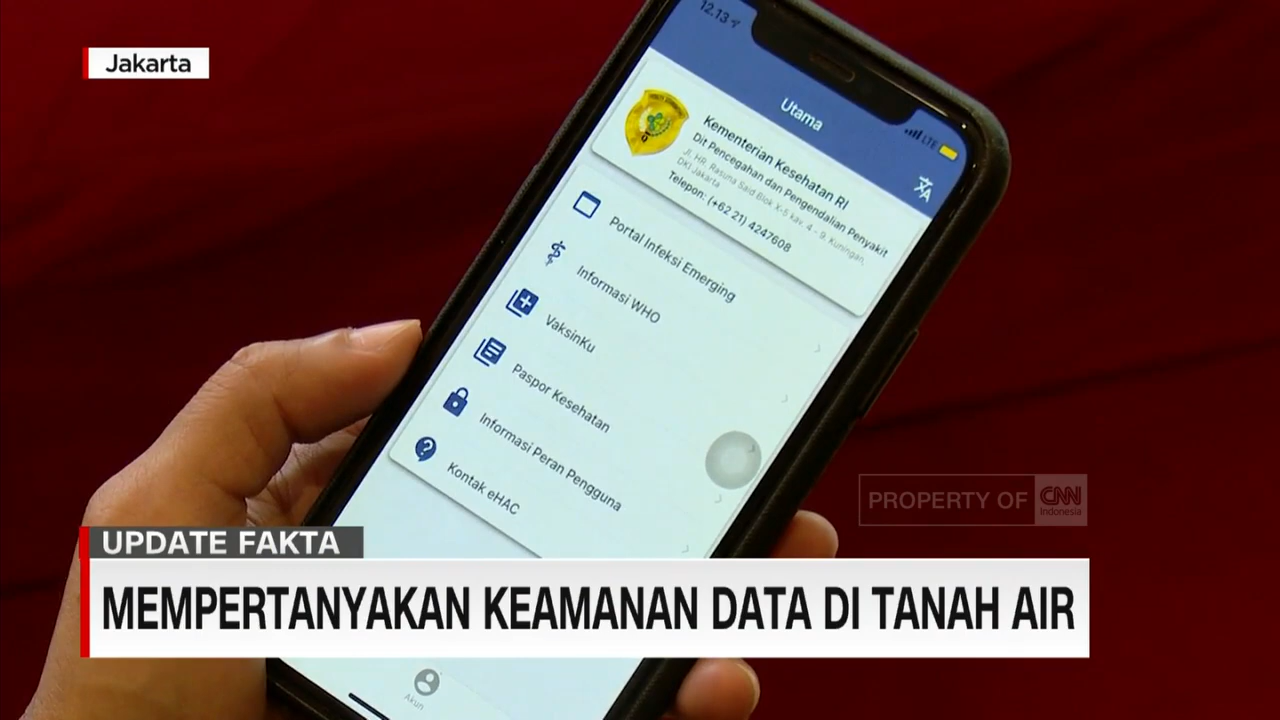 Jakarta
12.13
LTE
Utama
Kementerian Kesehatan RI
Dit Pencegahan dan Pengendalian Penyakit
Jl. HR. Rasuna Said Blok X-5 kav. 4 - 9. Kuningan,
DKI Jakarta
Telepon: (+62 21) 4247608
Portal Infeksi Emerging
Informasi WHO
VaksinKu
Paspor Kesehatan
Informasi Peran Pengguna
Kontak eHAC
Akun
PROPERTY OF CNN
Indonesia
UPDATE FAKTA
MEMPERTANYAKAN KEAMANAN DATA DI TANAH AIR